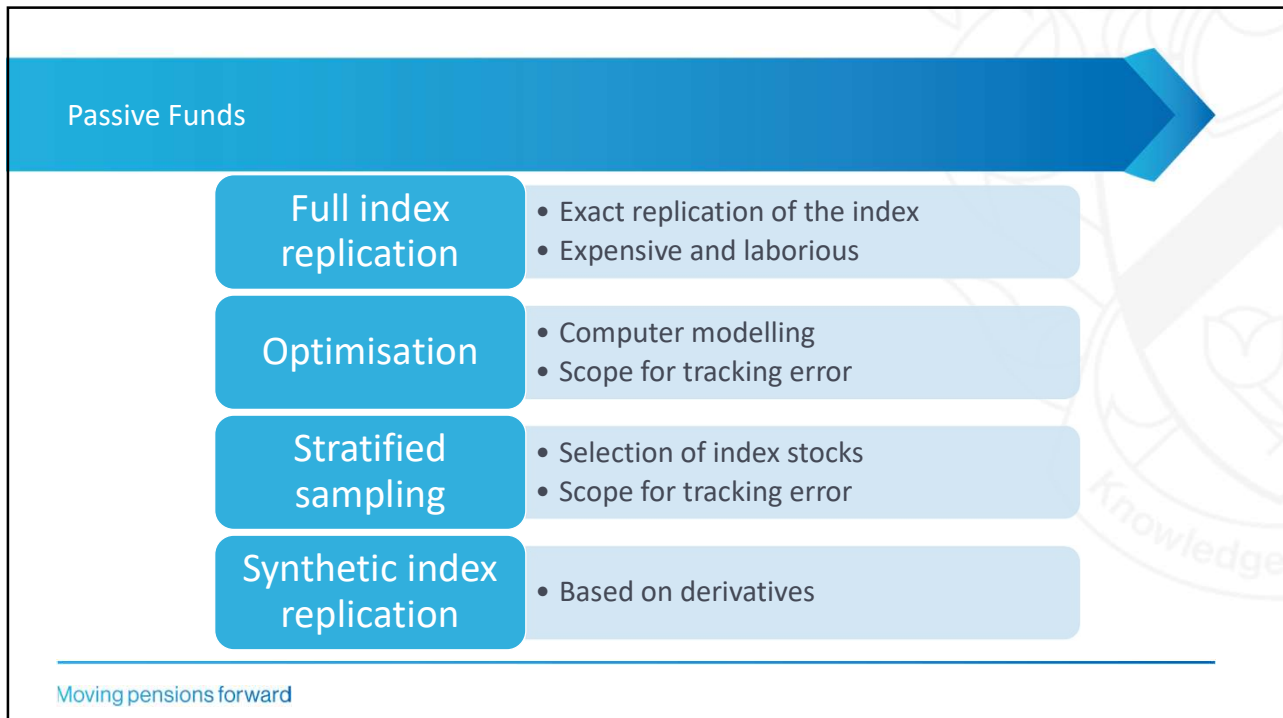 Passive Funds
Full index
replication
• Exact replication of the index
• Expensive and laborious
Optimisation
• Computer modelling
• Scope for tracking error
Stratified
sampling
• Selection of index stocks
• Scope for tracking error
Synthetic index
replication
• Based on derivatives
Knowledge
Moving pensions forward